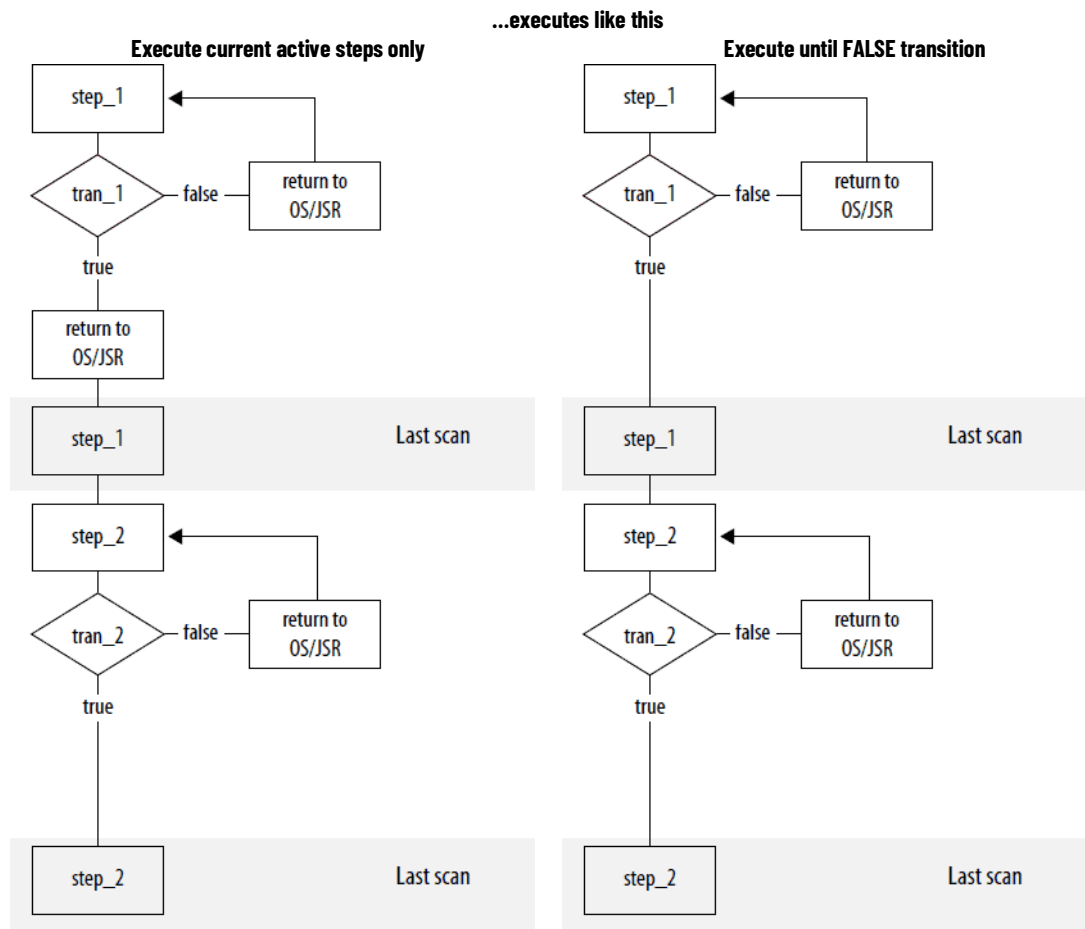 ...executes like this
Execute current active steps only
step_1
tran_1
false
return to
OS/JSR
true
return to
OS/JSR
step_1
Last scan
step_2
tran_2
false
return to
OS/JSR
true
step_2
Last scan
Execute until FALSE transition
step_1
tran_1
false
return to
OS/JSR
true
step_1
Last scan
step_2
tran_2
false
return to
OS/JSR
true
step_2
Last scan